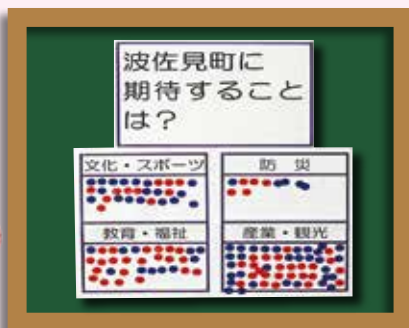 波佐見町に
期待すること
は？
文化・スポーツ
防災
教育・福祉
産業・観光